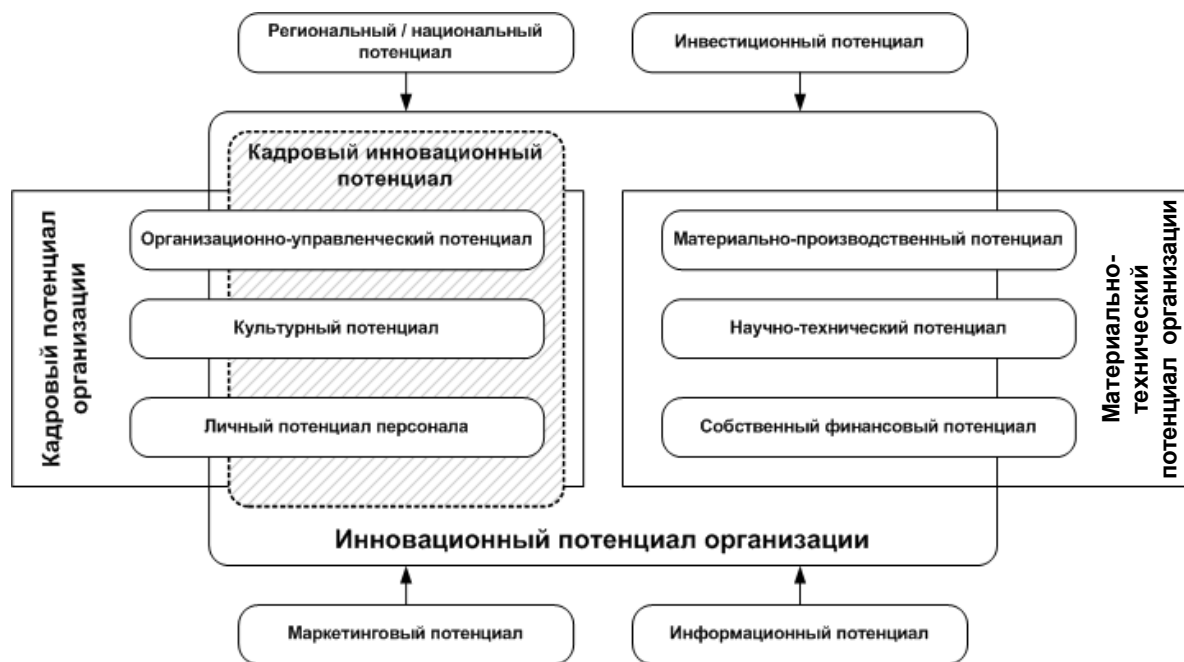 Региональный / национальный
потенциал
Инвестиционный потенциал
Кадровый инновационный
потенциал
Кадровый потенциал
организации
Организационно-управленческий потенциал
Культурный потенциал
Личный потенциал персонала
Материально-производственный потенциал
Научно-технический потенциал
Собственный финансовый потенциал
Материально-
технический
потенциал организации
Инновационный потенциал организации
Маркетинговый потенциал
Информационный потенциал